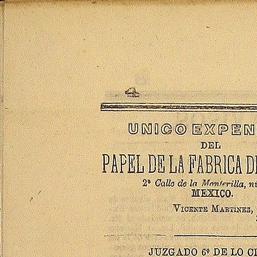 4
UNICO EXPEN
DEL
PAPEL DE LA FABRICA D
2ª Calle de la Monterilla, n
MEXICO.
VICENTE MARTINEZ,
JUZGADO 6º DE LO C